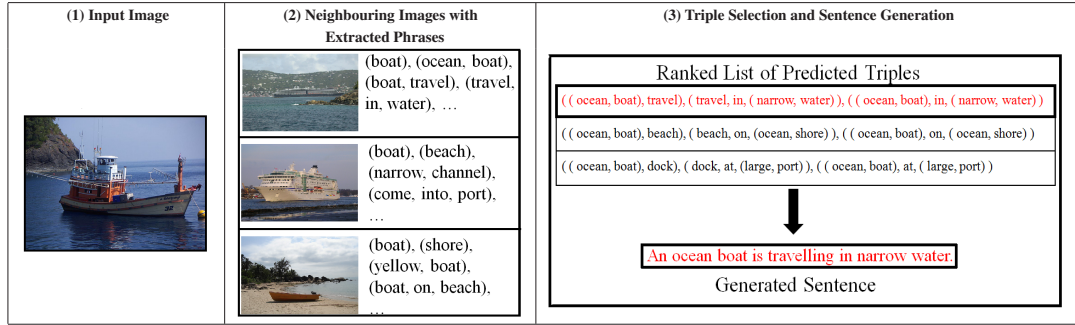 (1) Input Image
(2) Neighbouring Images with
Extracted Phrases
(boat), (ocean, boat),
(boat, travel), (travel,
in, water), …
(boat), (beach),
(narrow, channel),
(come, into, port),
…
(boat), (shore),
(yellow, boat),
(boat, on, beach),
…
(3) Triple Selection and Sentence Generation
Ranked List of Predicted Triples
( ( ( ocean, boat), travel), ( travel, in, ( narrow, water) ), ( ( ocean, boat), in, ( narrow, water) ) )
( ( ( ocean, boat), beach), ( beach, on, (ocean, shore) ), ( ( ocean, boat), on, ( ocean, shore) ) )
( ( ( ocean, boat), dock), ( dock, at, (large, port) ), ( ( ocean, boat), at, ( large, port) )
An ocean boat is travelling in narrow water.
Generated Sentence